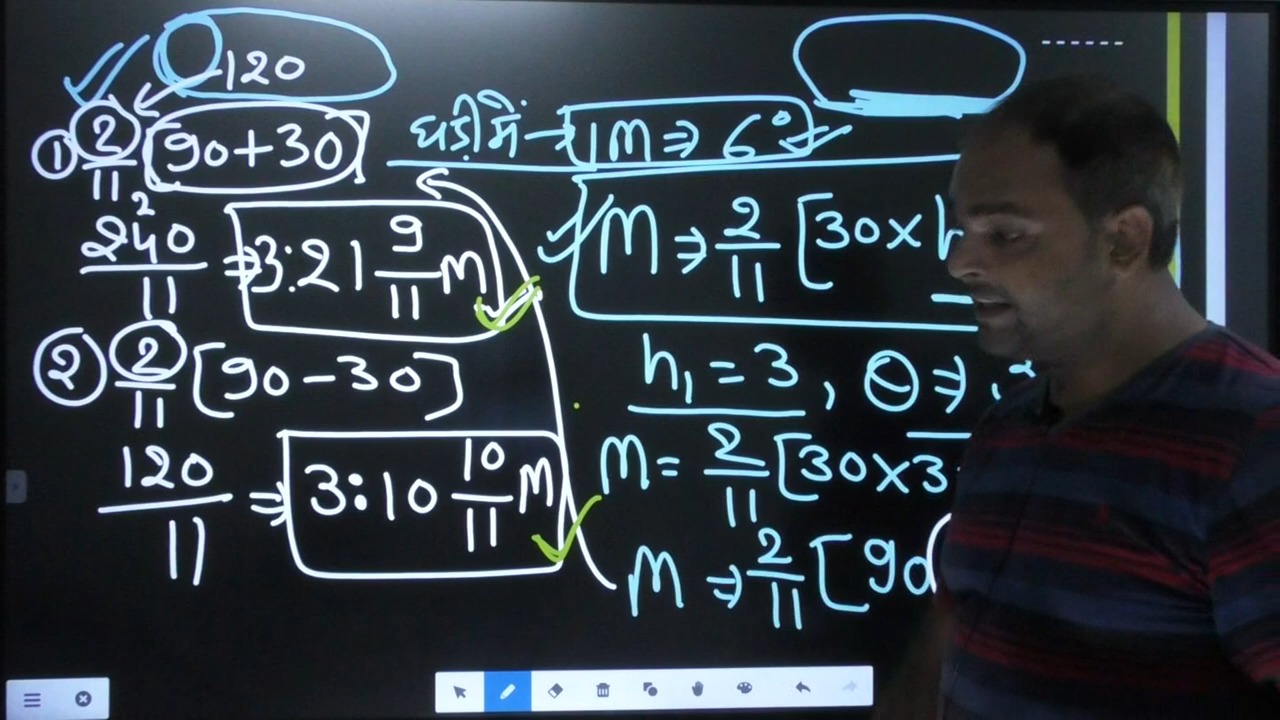 120
① 2/11 [90+30]
240/11 ⇒ 3:21 9/11 m
② 2/11 [90-30]
120/11 ⇒ 3:10 10/11 m
घड़ी में → 1M ⇒ 6°
M ⇒ 2/11 [30×h
h₁ = 3, θ ⇒
M = 2/11 [30×3
M ⇒ 2/11 [90